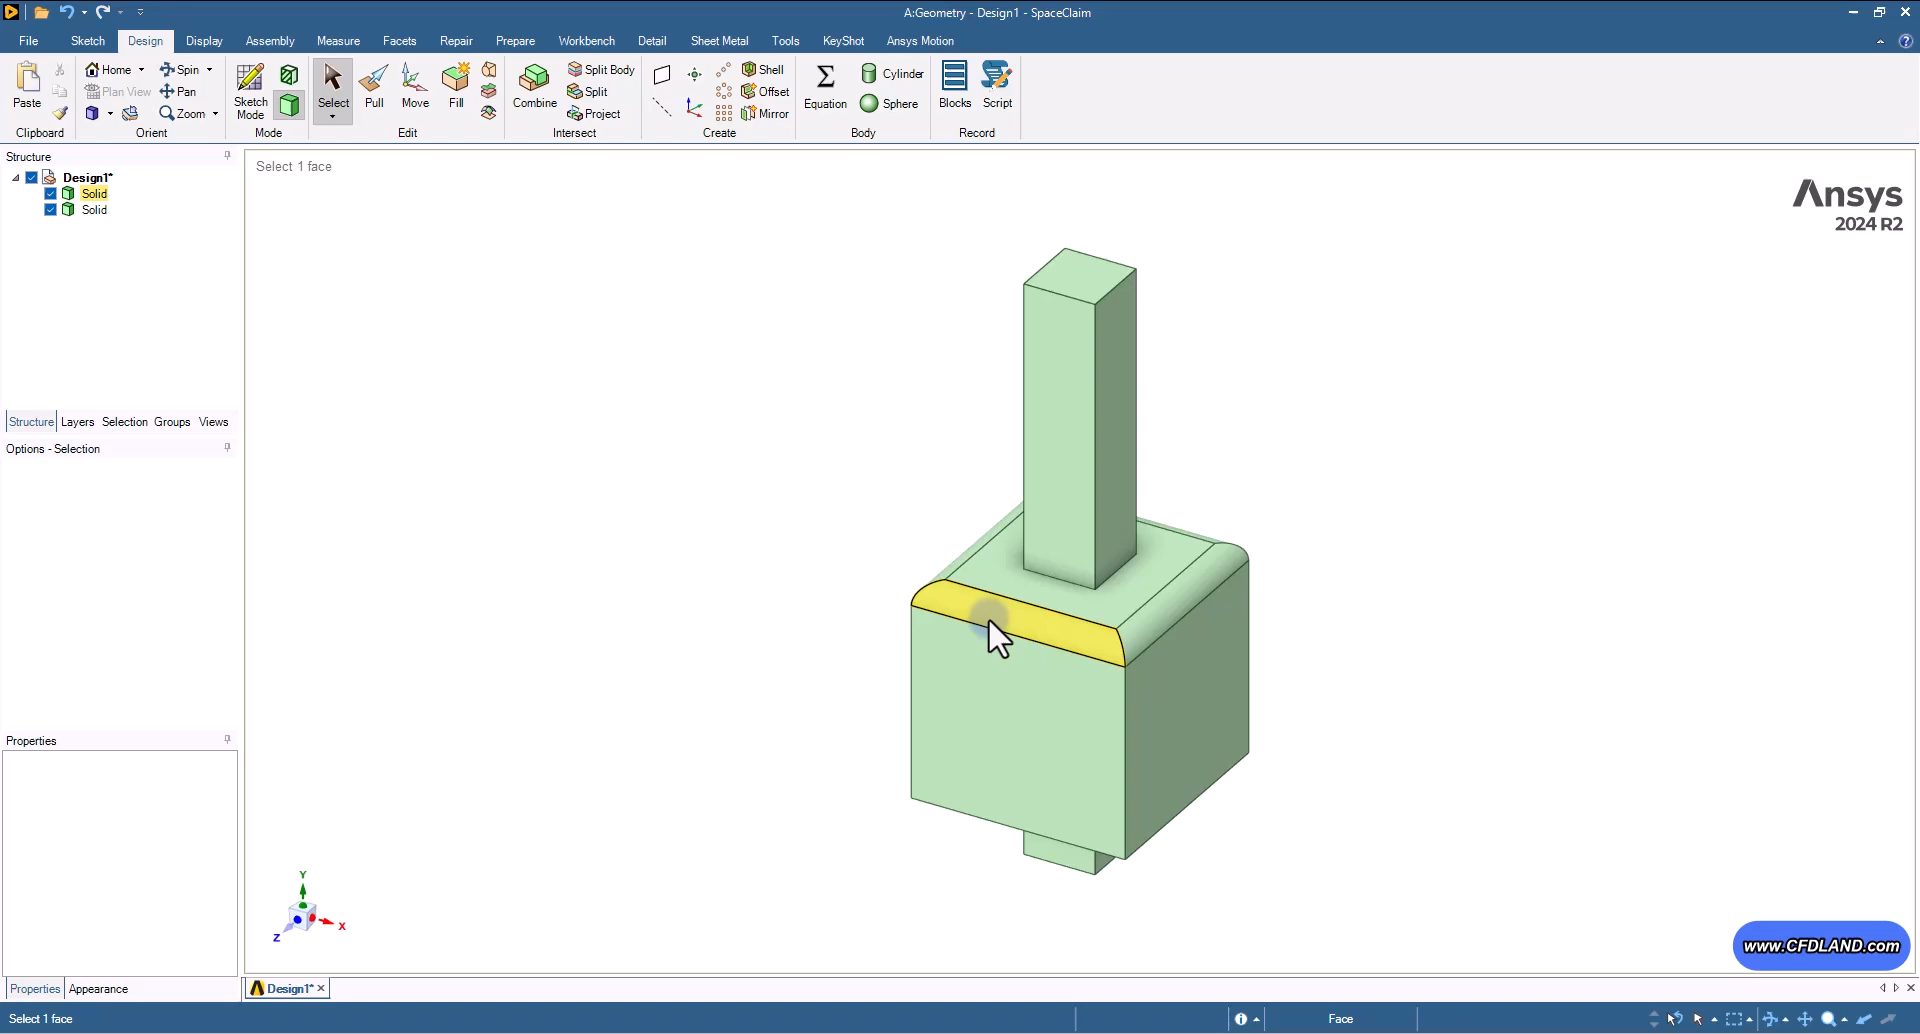 A:Geometry - Design1 - SpaceClaim
File Sketch Design Display Assembly Measure Facets Repair Prepare Workbench Detail Sheet Metal Tools KeyShot Ansys Motion
Paste
Clipboard
Home Spin
Plan View Pan
Zoom
Orient
Sketch Mode
Mode
Select Pull Move Fill
Edit
Combine
Split Body
Split
Project
Intersect
Shell
Offset
Mirror
Create
Equation
Cylinder
Sphere
Body
Blocks Script
Record
Structure
Design1*
Solid
Solid
Structure Layers Selection Groups Views
Options - Selection
Properties
Properties Appearance
Select 1 face
Ansys
2024 R2
Y
X
Z
www.CFDLAND.com
Design1*
Select 1 face
Face